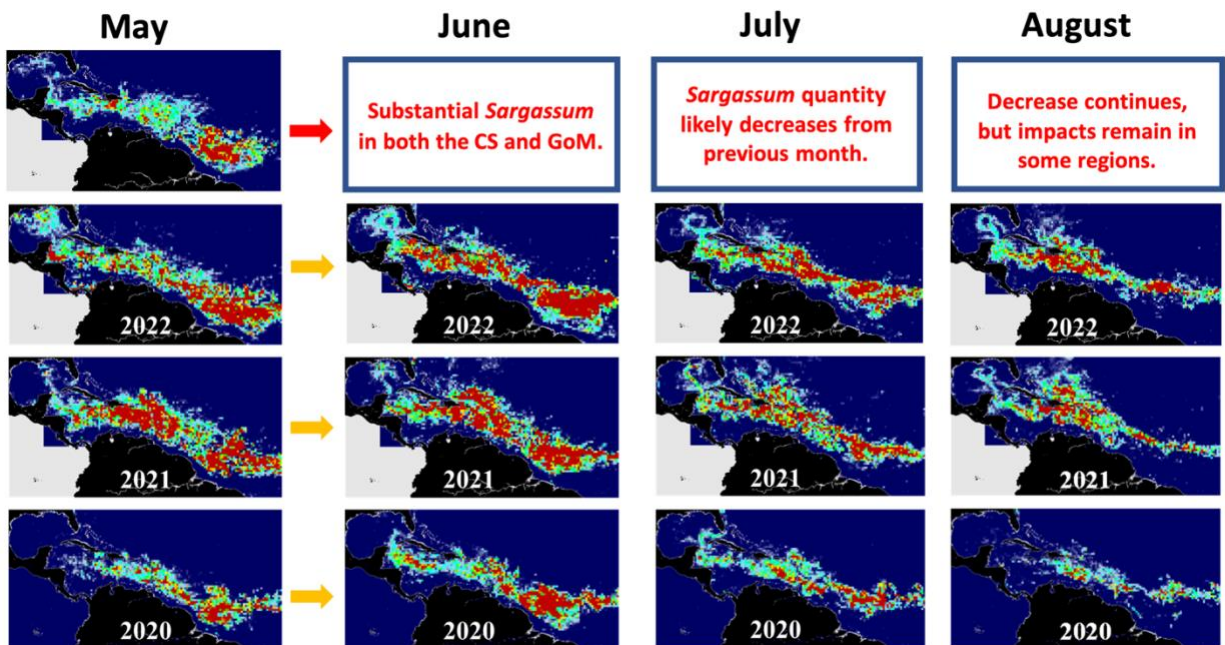 May
June
July
August
Substantial Sargassum
in both the CS and GoM.
Sargassum quantity
likely decreases from
previous month.
Decrease continues,
but impacts remain in
some regions.
2022
2022
2022
2022
2021
2021
2021
2021
2020
2020
2020
2020